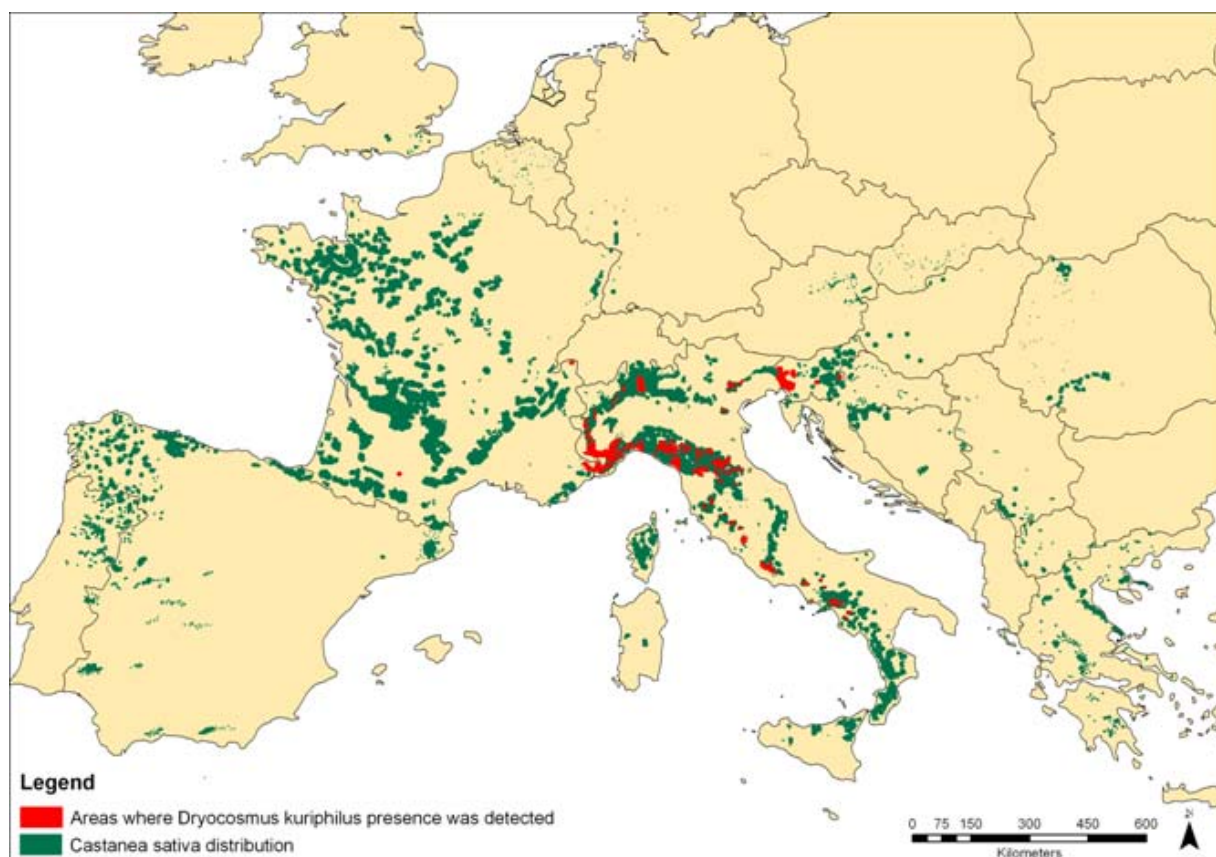 Legend
Areas where Dryocosmus kuriphilus presence was detected
Castanea sativa distribution
0 75 150 300 450 600
Kilometers